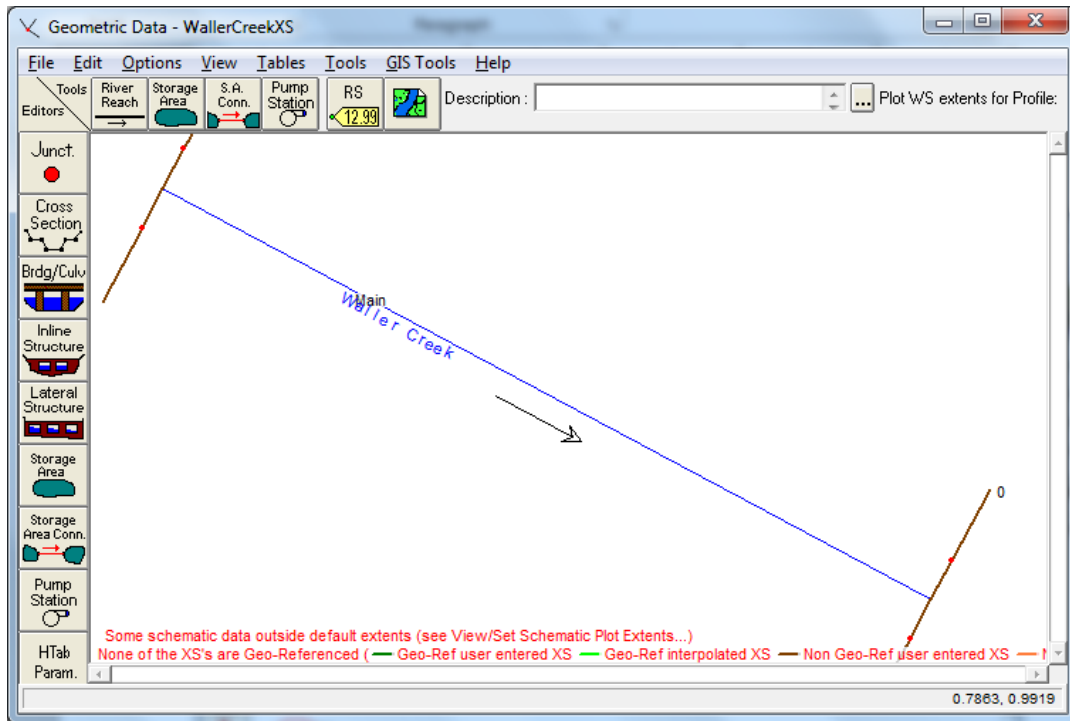 Geometric Data - WallerCreekXS
File Edit Options View Tables Tools GIS Tools Help
Tools
Editors
River
Reach
Storage
Area
S.A.
Conn.
Pump
Station
RS
12.99
Description :
... Plot WS extents for Profile:
Junct.
Cross
Section
Brdg/Culv
Inline
Structure
Lateral
Structure
Storage
Area
Storage
Area Conn.
Pump
Station
HTab
Param.
Main
Waller Creek
0
Some schematic data outside default extents (see View/Set Schematic Plot Extents...)
None of the XS's are Geo-Referenced ( — Geo-Ref user entered XS — Geo-Ref interpolated XS — Non Geo-Ref user entered XS —
0.7863, 0.9919